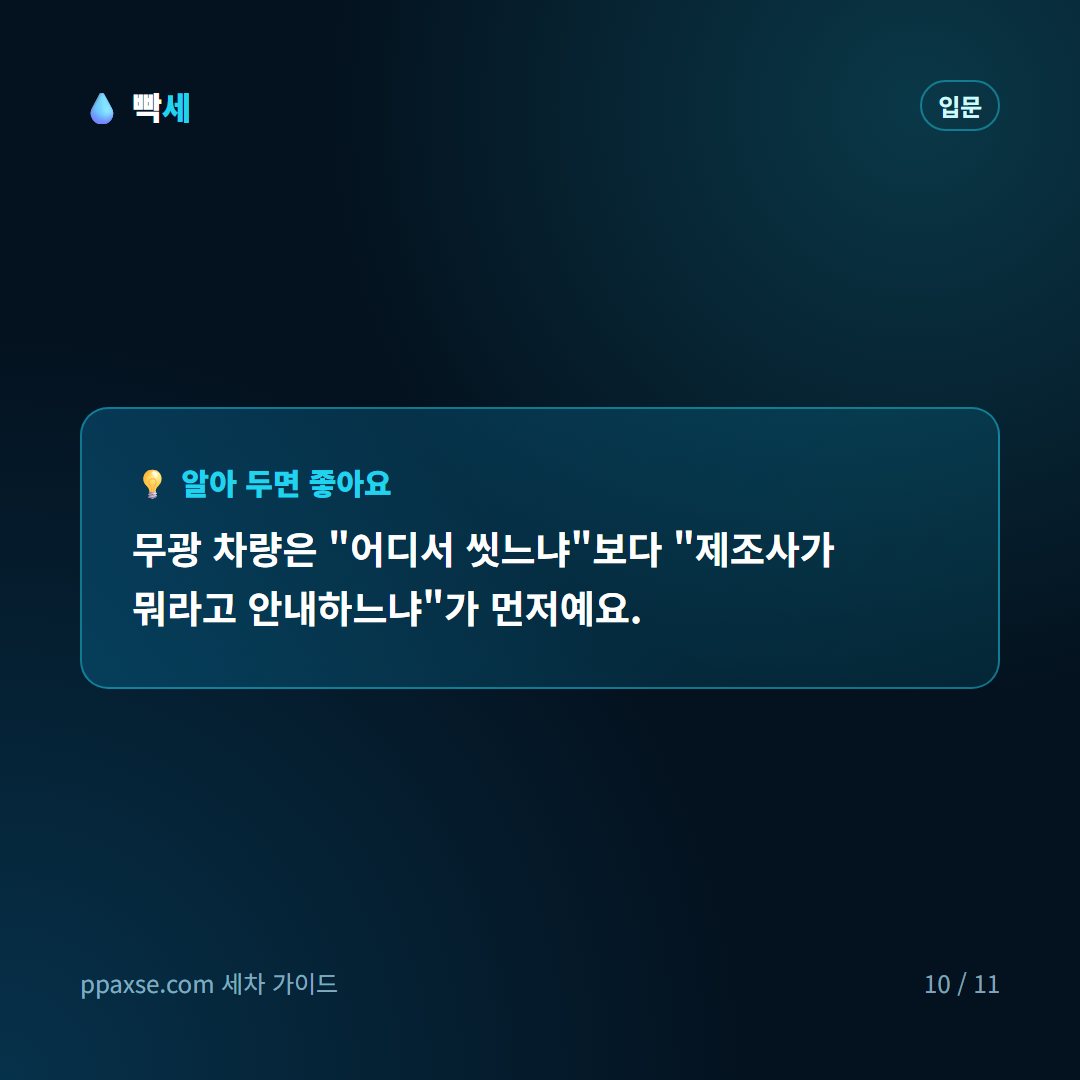 빡세
입문
알아 두면 좋아요
무광 차량은 "어디서 씻느냐"보다 "제조사가
뭐라고 안내하느냐"가 먼저예요.
ppaxse.com 세차 가이드
10 / 11